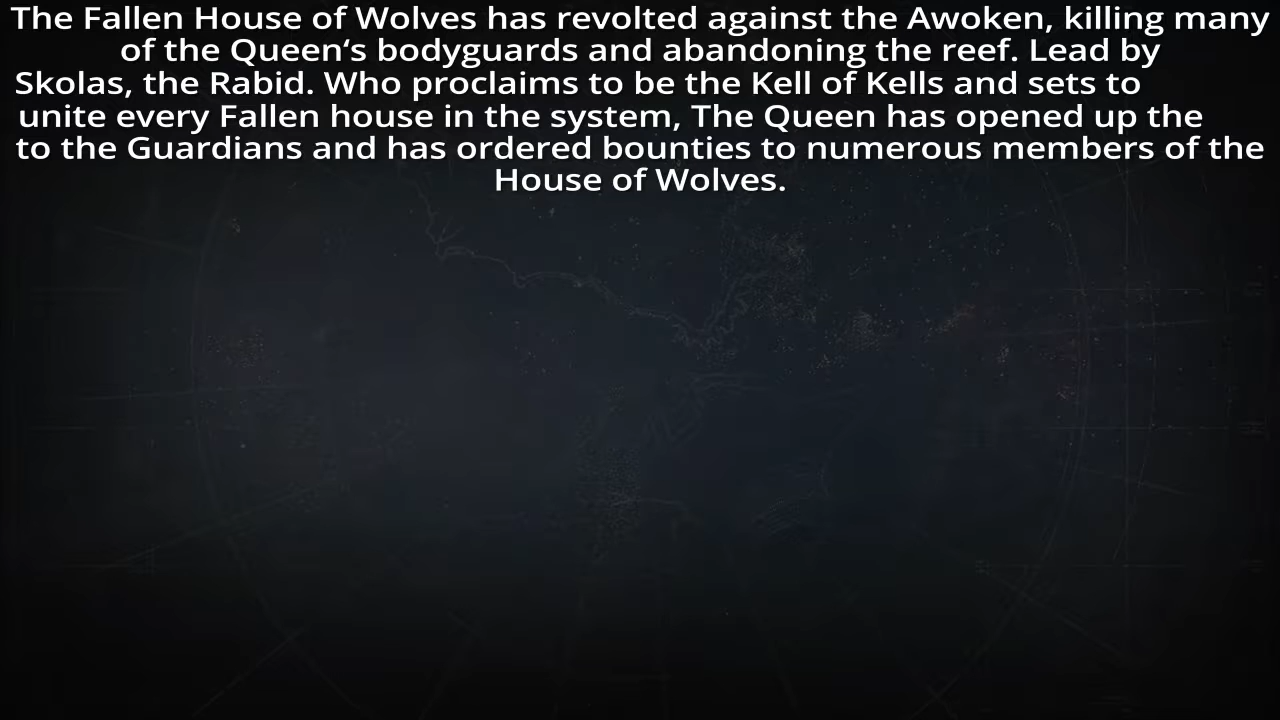 The Fallen House of Wolves has revolted against the Awoken, killing many
of the Queen‘s bodyguards and abandoning the reef. Lead by
Skolas, the Rabid. Who proclaims to be the Kell of Kells and sets to
unite every Fallen house in the system, The Queen has opened up the
to the Guardians and has ordered bounties to numerous members of the
House of Wolves.